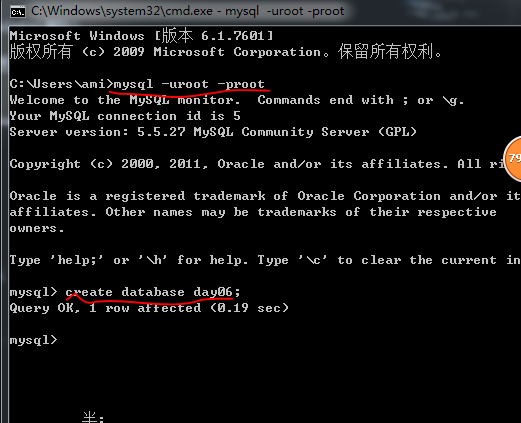 C:\Windows\system32\cmd.exe - mysql  -uroot -proot
Microsoft Windows [版本 6.1.7601]
版权所有 (c) 2009 Microsoft Corporation。保留所有权利。
C:\Users\ami>mysql -uroot -proot
Welcome to the MySQL monitor.  Commands end with ; or \g.
Your MySQL connection id is 5
Server version: 5.5.27 MySQL Community Server (GPL)
Copyright (c) 2000, 2011, Oracle and/or its affiliates. All ri
79
Oracle is a registered trademark of Oracle Corporation and/or it
affiliates. Other names may be trademarks of their respective
owners.
Type 'help;' or '\h' for help. Type '\c' to clear the current in
mysql> create database day06;
Query OK, 1 row affected (0.19 sec)
mysql>
半: